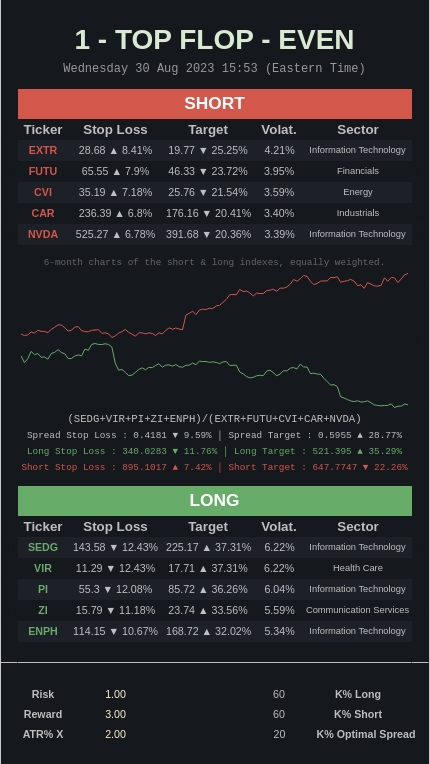 1 - TOP FLOP - EVEN
Wednesday 30 Aug 2023 15:53 (Eastern Time)
SHORT
Ticker Stop Loss Target Volat. Sector
EXTR 28.68 ▲ 8.41% 19.77 ▼ 25.25% 4.21% Information Technology
FUTU 65.55 ▲ 7.9% 46.33 ▼ 23.72% 3.95% Financials
CVI 35.19 ▲ 7.18% 25.76 ▼ 21.54% 3.59% Energy
CAR 236.39 ▲ 6.8% 176.16 ▼ 20.41% 3.40% Industrials
NVDA 525.27 ▲ 6.78% 391.68 ▼ 20.36% 3.39% Information Technology
6-month charts of the short & long indexes, equally weighted.
(SEDG+VIR+PI+ZI+ENPH)/(EXTR+FUTU+CVI+CAR+NVDA)
Spread Stop Loss : 0.4181 ▼ 9.59% | Spread Target : 0.5955 ▲ 28.77%
Long Stop Loss : 340.0283 ▼ 11.76% | Long Target : 521.395 ▲ 35.29%
Short Stop Loss : 895.1017 ▲ 7.42% | Short Target : 647.7747 ▼ 22.26%
LONG
Ticker Stop Loss Target Volat. Sector
SEDG 143.58 ▼ 12.43% 225.17 ▲ 37.31% 6.22% Information Technology
VIR 11.29 ▼ 12.43% 17.71 ▲ 37.31% 6.22% Health Care
PI 55.3 ▼ 12.08% 85.72 ▲ 36.26% 6.04% Information Technology
ZI 15.79 ▼ 11.18% 23.74 ▲ 33.56% 5.59% Communication Services
ENPH 114.15 ▼ 10.67% 168.72 ▲ 32.02% 5.34% Information Technology
Risk 1.00 60 K% Long
Reward 3.00 60 K% Short
ATR% X 2.00 20 K% Optimal Spread